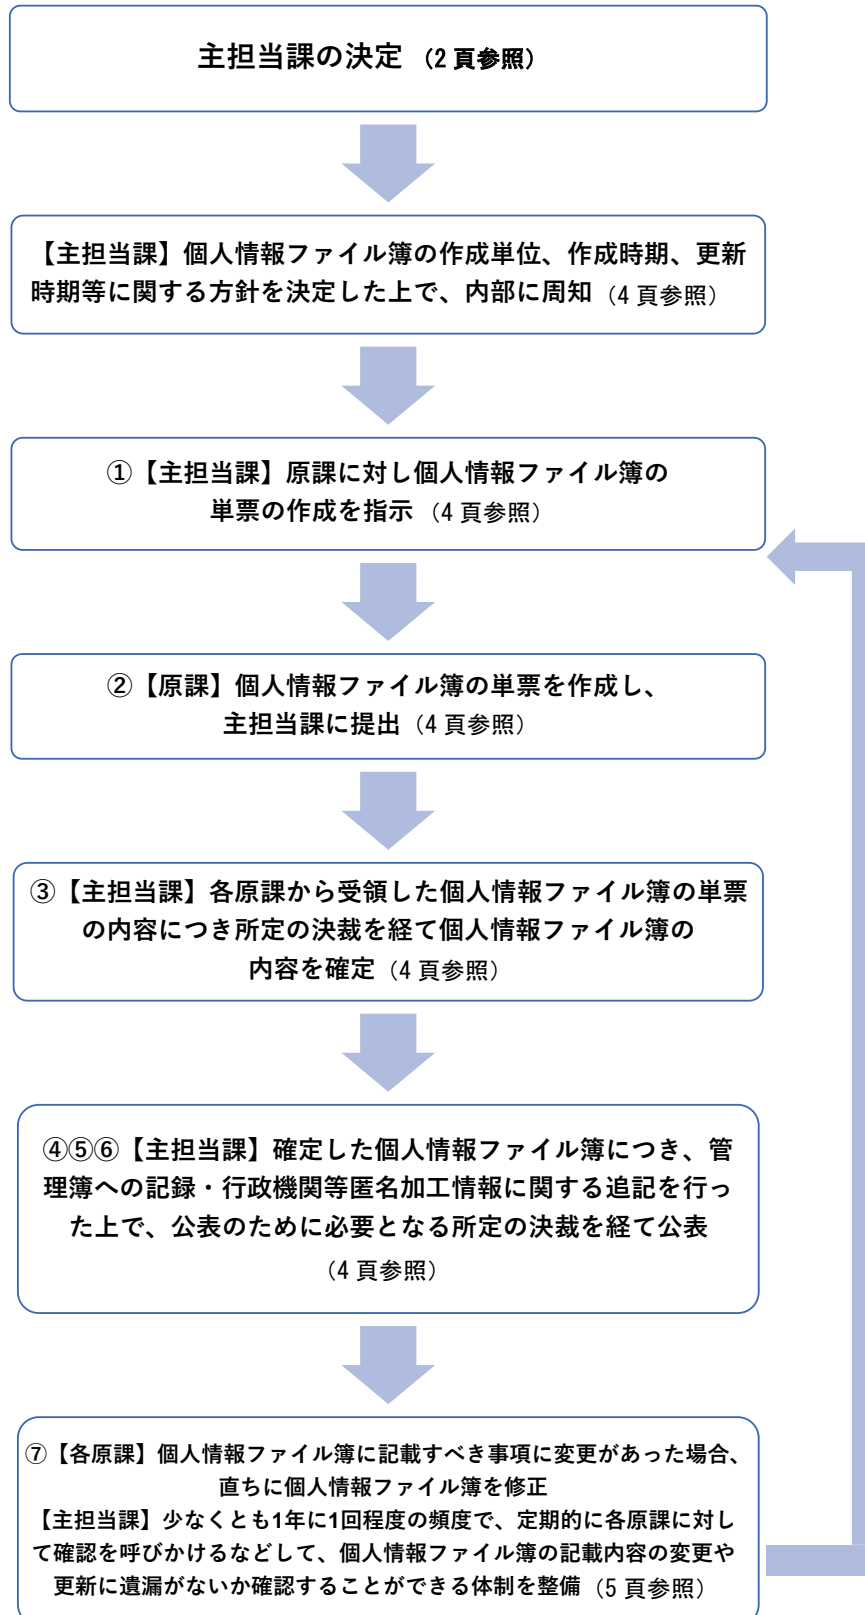 主担当課の決定（2 頁参照）
【主担当課】個人情報ファイル簿の作成単位、作成時期、更新
時期等に関する方針を決定した上で、内部に周知（4 頁参照）
①【主担当課】原課に対し個人情報ファイル簿の
単票の作成を指示（4 頁参照）
②【原課】個人情報ファイル簿の単票を作成し、
主担当課に提出（4 頁参照）
③【主担当課】各原課から受領した個人情報ファイル簿の単票
の内容につき所定の決裁を経て個人情報ファイル簿の
内容を確定（4 頁参照）
④⑤⑥【主担当課】確定した個人情報ファイル簿につき、管
理簿への記録・行政機関等匿名加工情報に関する追記を行っ
た上で、公表のために必要となる所定の決裁を経て公表
（4 頁参照）
⑦【各原課】個人情報ファイル簿に記載すべき事項に変更があった場合、
直ちに個人情報ファイル簿を修正
【主担当課】少なくとも1年に1回程度の頻度で、定期的に各原課に対し
て確認を呼びかけるなどして、個人情報ファイル簿の記載内容の変更や
更新に遺漏がないか確認することができる体制を整備（5 頁参照）